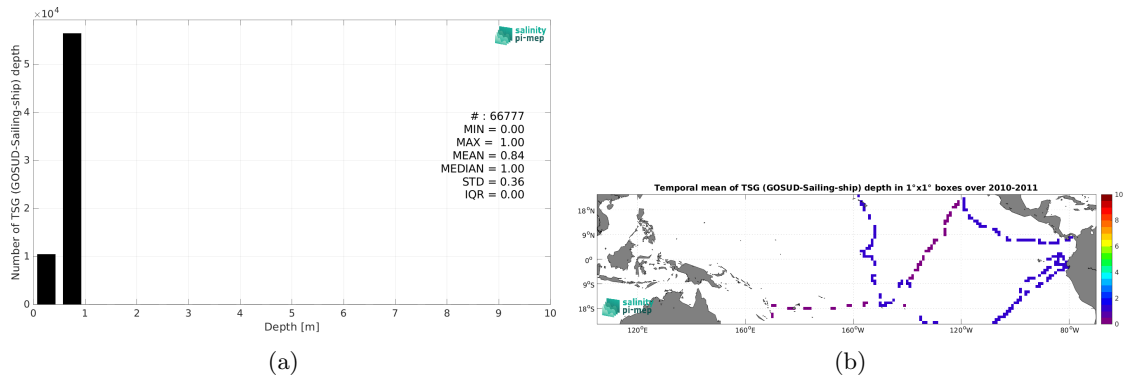 ×10⁴
5
4
3
2
1
0
Number of TSG (GOSUD-Sailing-ship) depth
salinity
pi-mep
# : 66777
MIN = 0.00
MAX = 1.00
MEAN = 0.84
MEDIAN = 1.00
STD = 0.36
IQR = 0.00
0 1 2 3 4 5 6 7 8 9 10
Depth [m]
(a)
Temporal mean of TSG (GOSUD-Sailing-ship) depth in 1°x1° boxes over 2010-2011
18°N
9°N
0°
9°S
18°S
salinity
pi-mep
120°E 160°E 160°W 120°W 80°W
10
8
6
4
2
0
(b)